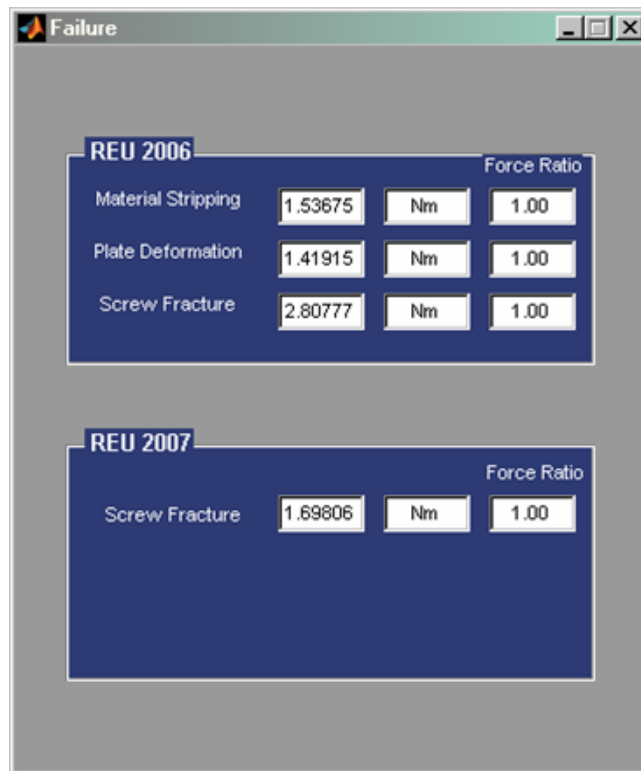 Failure
REU 2006
Force Ratio
Material Stripping 1.53675 Nm 1.00
Plate Deformation 1.41915 Nm 1.00
Screw Fracture 2.80777 Nm 1.00
REU 2007
Force Ratio
Screw Fracture 1.69806 Nm 1.00